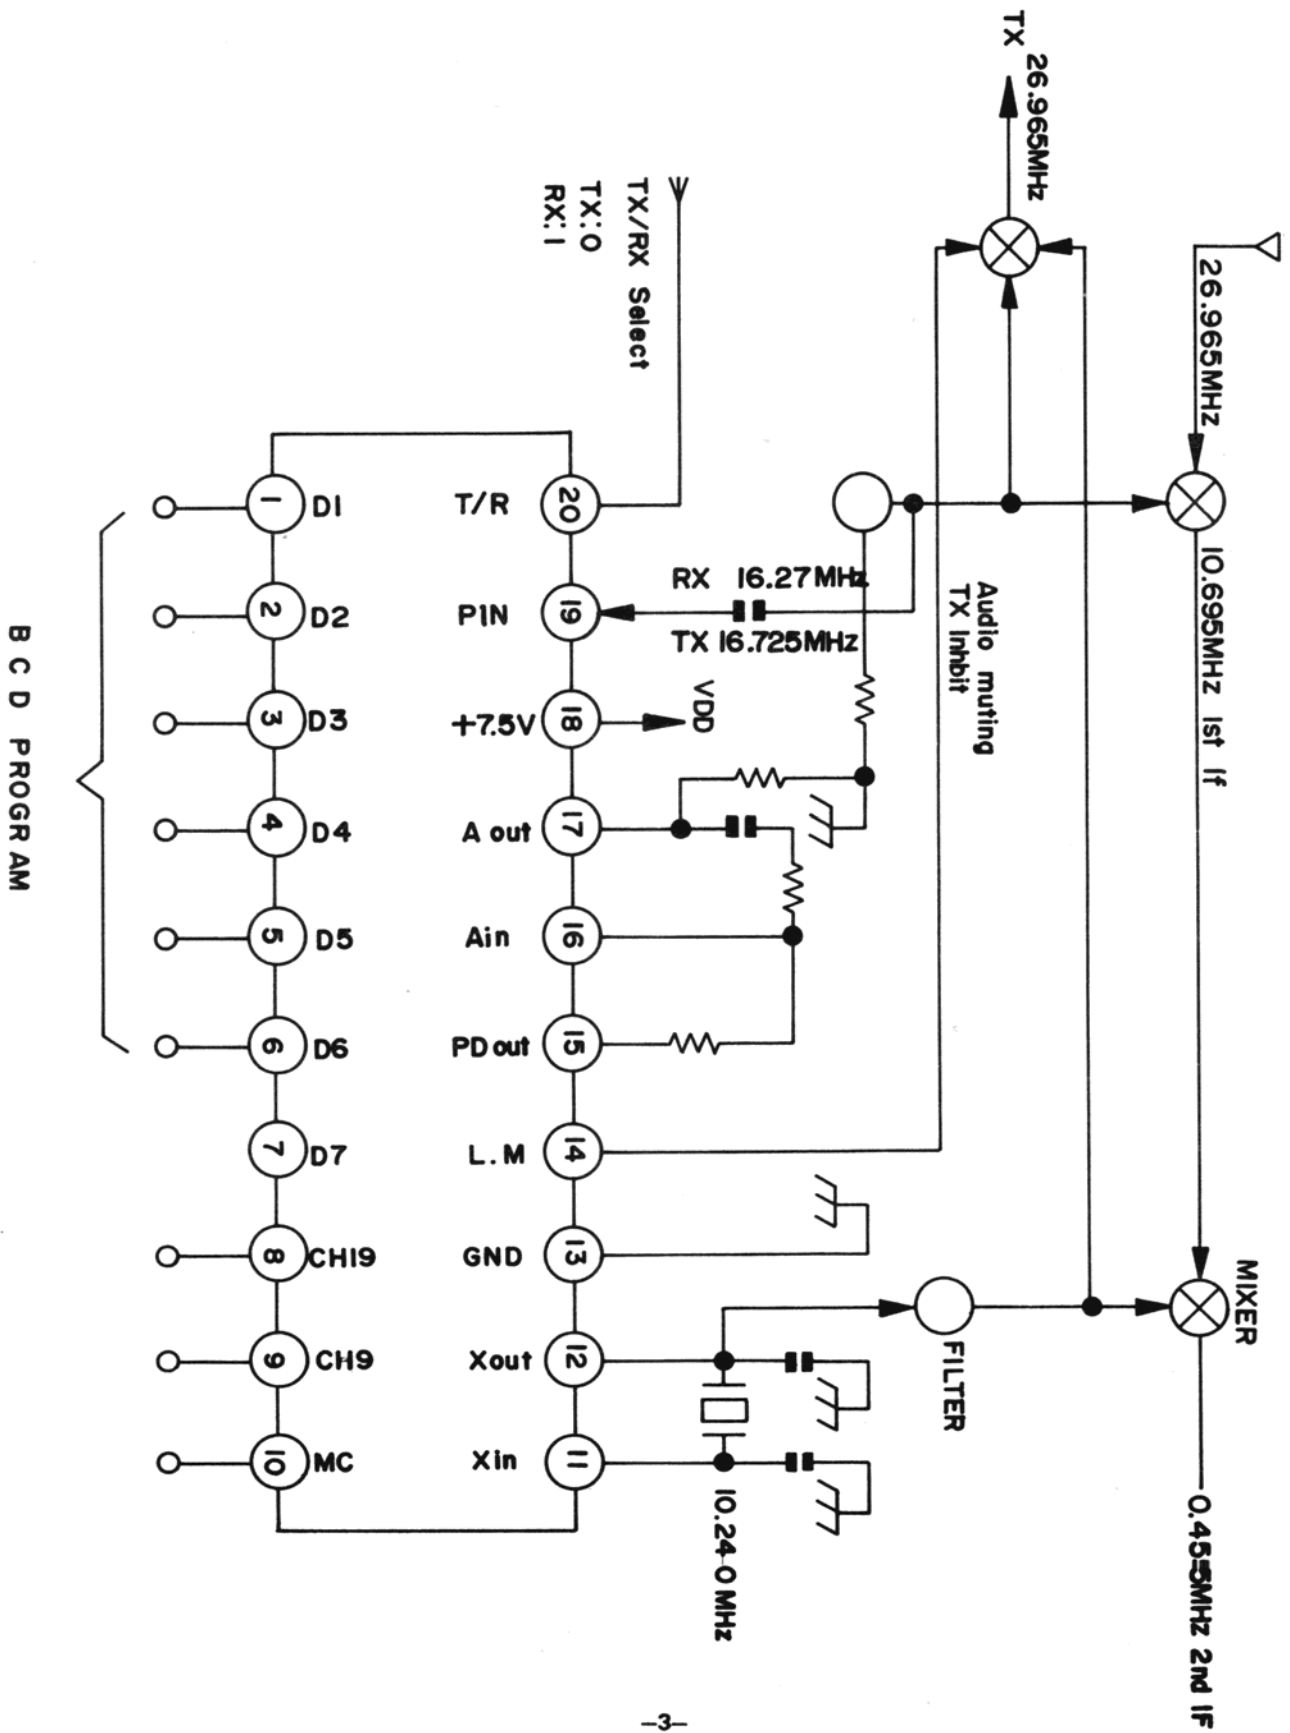 TX 26.965MHz
26.965MHz
TX/RX Select
TX:0
RX:1
10.695MHz 1st If
Audio muting
TX Inhbit
RX 16.27MHz
TX 16.725MHz
VDD
1 D1
2 D2
3 D3
4 D4
5 D5
6 D6
7 D7
8 CH19
9 CH9
10 MC
T/R 20
PIN 19
+7.5V 18
A out 17
Ain 16
PD out 15
L.M 14
GND 13
Xout 12
Xin 11
BCD PROGRAM
MIXER
FILTER
10.240MHz
0.455MHz 2nd IF
-3-